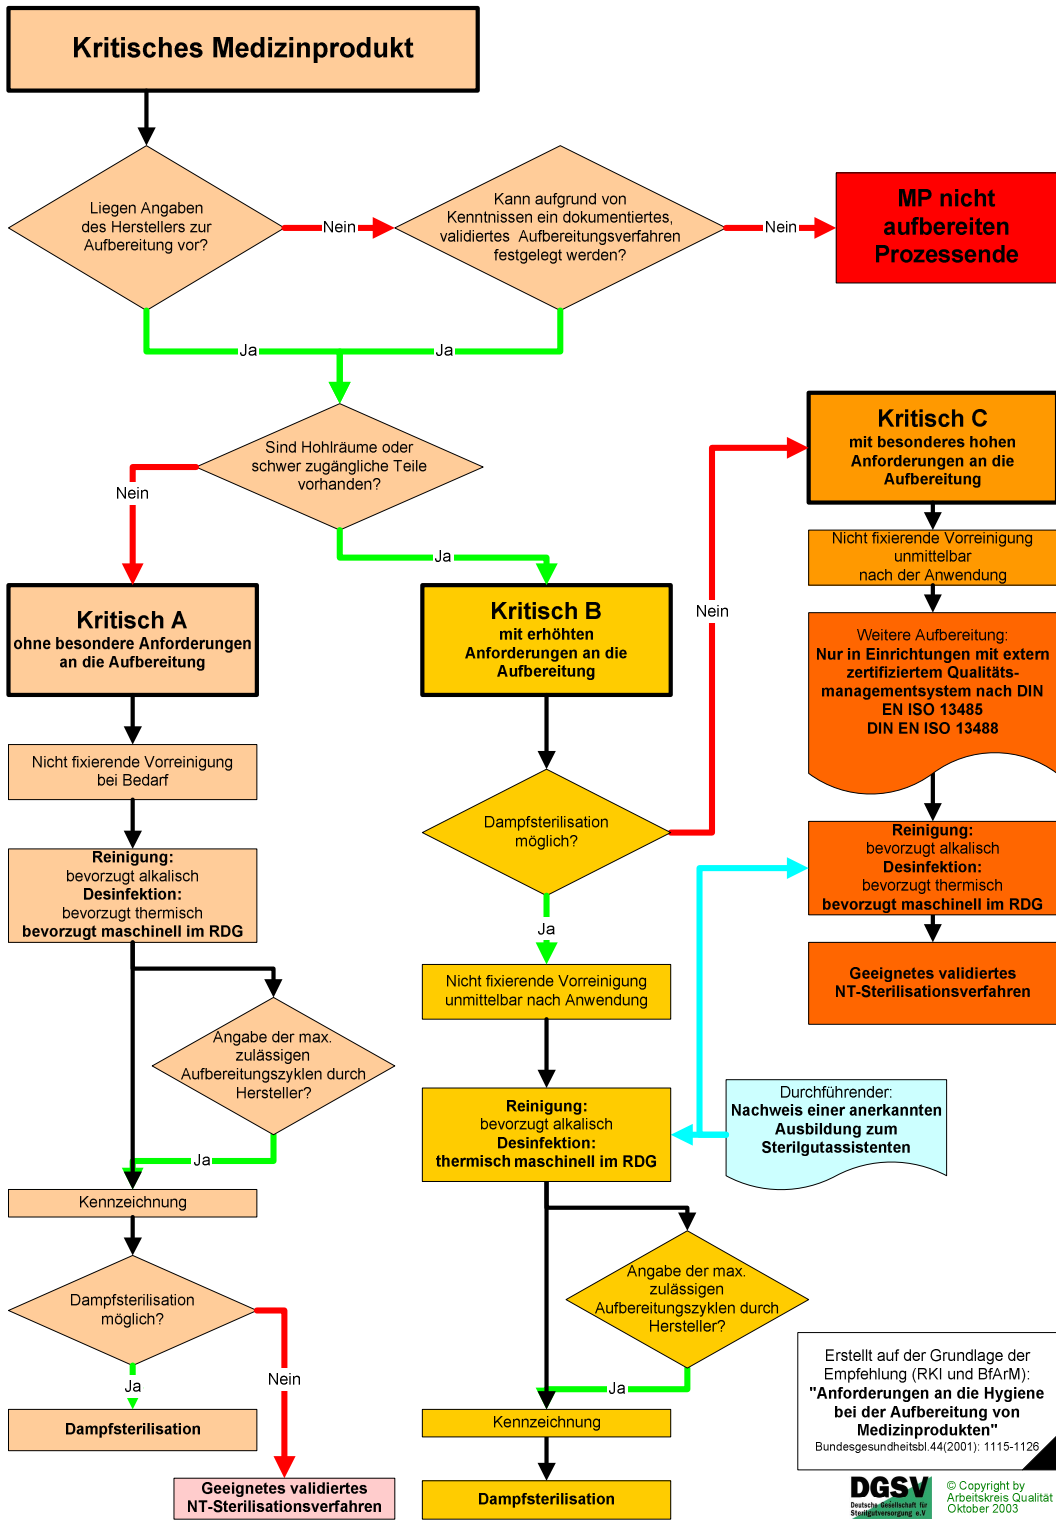 Kritisches Medizinprodukt
Liegen Angaben
des Herstellers zur
Aufbereitung vor?
Nein
Kann aufgrund von
Kenntnissen ein dokumentiertes,
validiertes Aufbereitungsverfahren
festgelegt werden?
Nein
MP nicht
aufbereiten
Prozessende
Ja
Ja
Sind Hohlräume oder
schwer zugängliche Teile
vorhanden?
Nein
Ja
Kritisch A
ohne besondere Anforderungen
an die Aufbereitung
Nicht fixierende Vorreinigung
bei Bedarf
Reinigung:
bevorzugt alkalisch
Desinfektion:
bevorzugt thermisch
bevorzugt maschinell im RDG
Angabe der max.
zulässigen
Aufbereitungszyklen durch
Hersteller?
Ja
Kennzeichnung
Dampfsterilisation
möglich?
Ja
Nein
Dampfsterilisation
Geeignetes validiertes
NT-Sterilisationsverfahren
Kritisch B
mit erhöhten
Anforderungen an die
Aufbereitung
Dampfsterilisation
möglich?
Nein
Ja
Nicht fixierende Vorreinigung
unmittelbar nach Anwendung
Reinigung:
bevorzugt alkalisch
Desinfektion:
thermisch maschinell im RDG
Angabe der max.
zulässigen
Aufbereitungszyklen durch
Hersteller?
Ja
Kennzeichnung
Dampfsterilisation
Kritisch C
mit besonderes hohen
Anforderungen an die
Aufbereitung
Nicht fixierende Vorreinigung
unmittelbar
nach der Anwendung
Weitere Aufbereitung:
Nur in Einrichtungen mit extern
zertifiziertem Qualitäts-
managementsystem nach DIN
EN ISO 13485
DIN EN ISO 13488
Reinigung:
bevorzugt alkalisch
Desinfektion:
bevorzugt thermisch
bevorzugt maschinell im RDG
Geeignetes validiertes
NT-Sterilisationsverfahren
Durchführender:
Nachweis einer anerkannten
Ausbildung zum
Sterilgutassistenten
Erstellt auf der Grundlage der
Empfehlung (RKI und BfArM):
"Anforderungen an die Hygiene
bei der Aufbereitung von
Medizinprodukten"
Bundesgesundheitsbl.44(2001): 1115-1126
DGSV
Deutsche Gesellschaft für
Sterilgutversorgung e.V
© Copyright by
Arbeitskreis Qualität
Oktober 2003